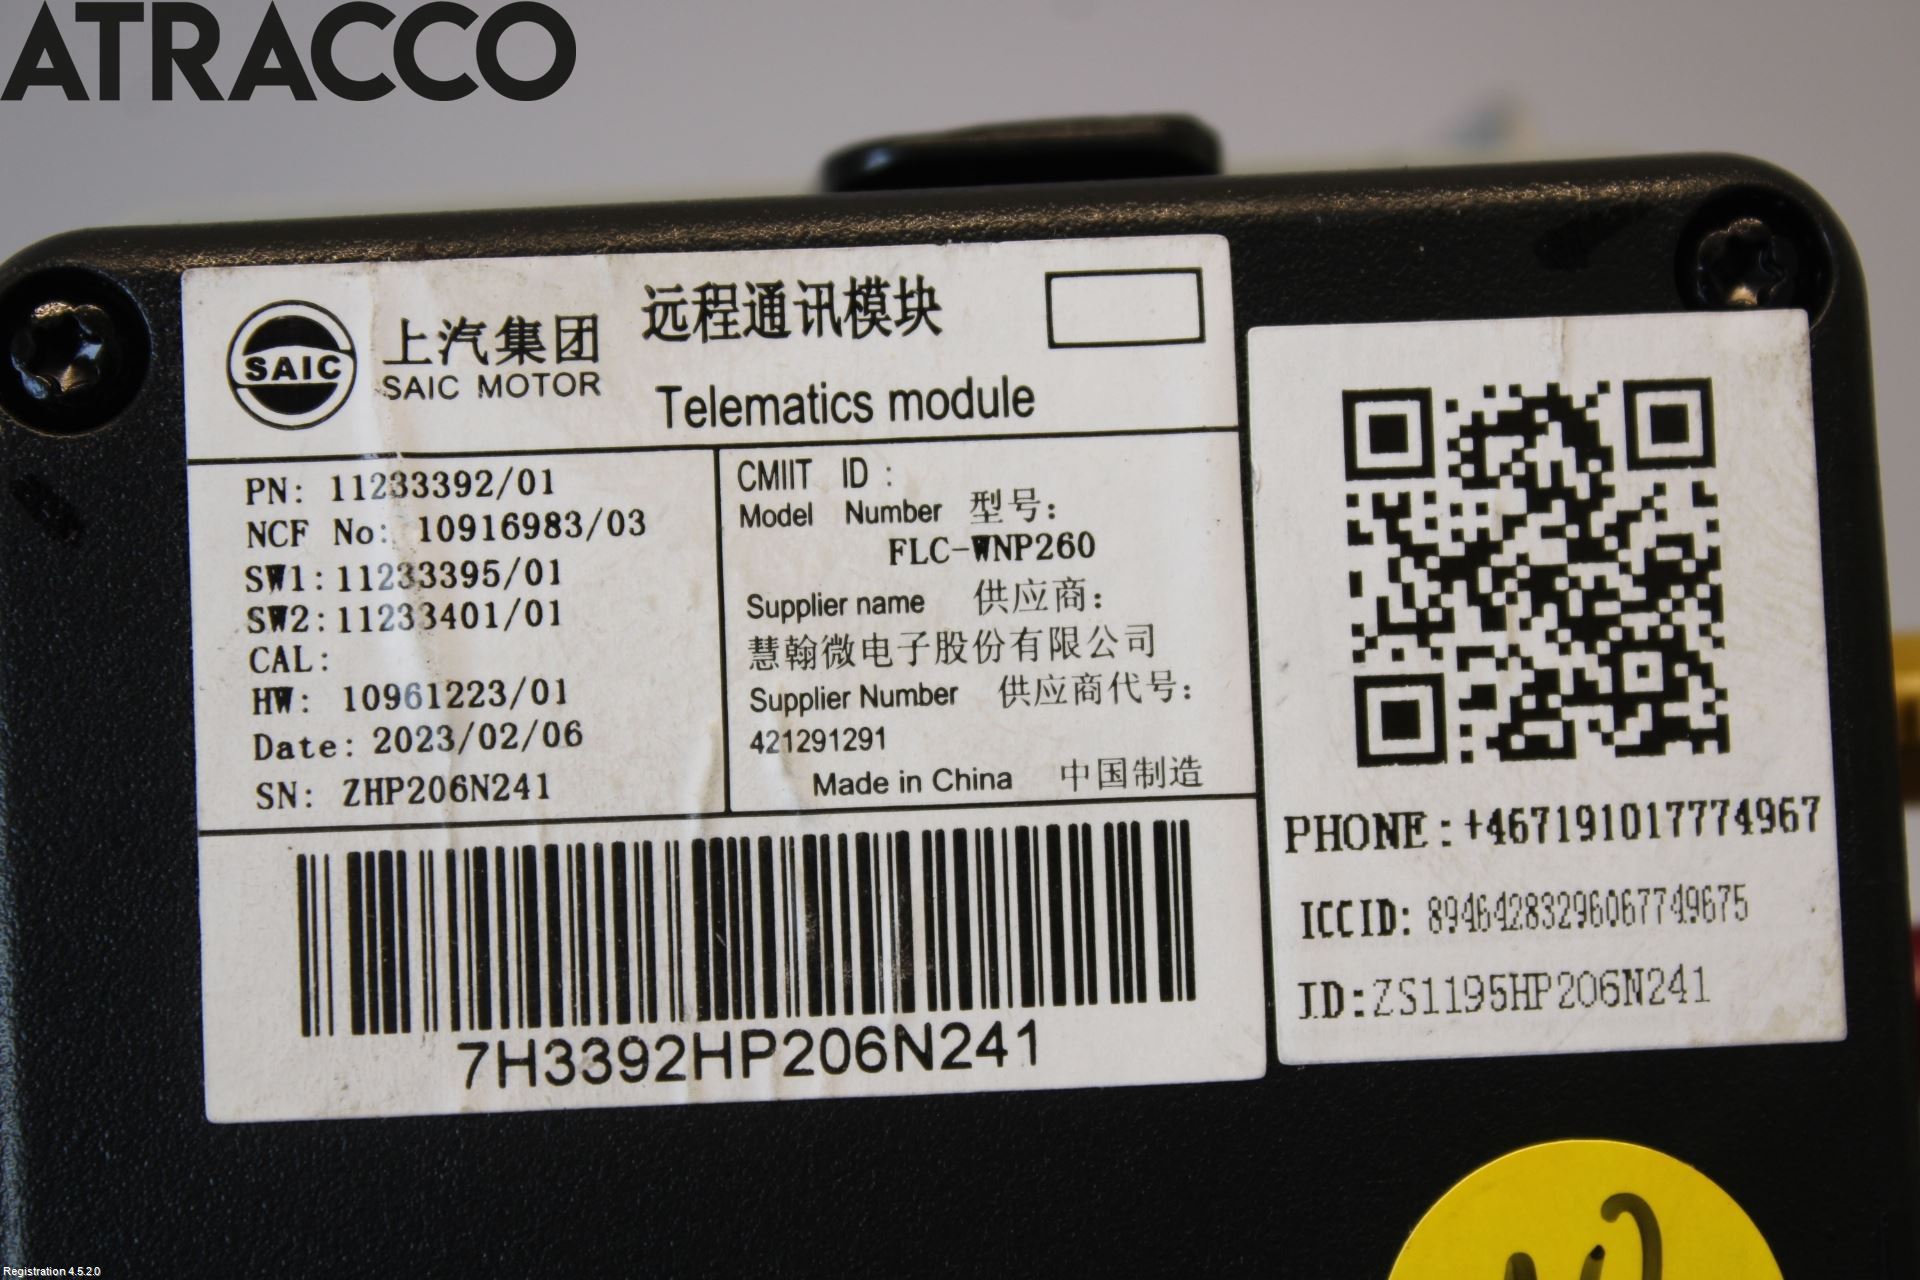 ATRACCO
SAIC
上汽集团
SAIC MOTOR
远程通讯模块
Telematics module
PN: 11233392/01
NCF No: 10916983/03
SW1:11233395/01
SW2:11233401/01
CAL:
HW: 10961223/01
Date: 2023/02/06
SN: ZHP206N241
CMIIT ID :
Model Number 型号:
FLC-WNP260
Supplier name 供应商:
慧翰微电子股份有限公司
Supplier Number 供应商代号:
421291291
Made in China 中国制造
7H3392HP206N241
PHONE:+467191017774967
ICCID: 89464283296067749675
ID:ZS1195HP206N241
Registration 4.5.2.0